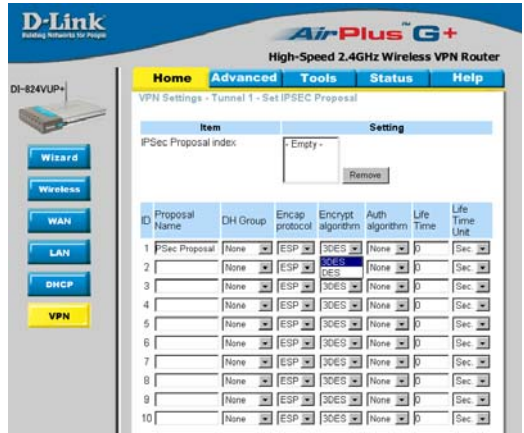 D-Link
Building Networks for People
AirPlus G+
High-Speed 2.4GHz Wireless VPN Router
DI-824VUP+
Home Advanced Tools Status Help
VPN Settings - Tunnel 1 - Set IPSEC Proposal
Item Setting
IPSec Proposal index - Empty -
Remove
Wizard
Wireless
WAN
LAN
DHCP
VPN
ID Proposal Name DH Group Encap protocol Encrypt algorithm Auth algorithm Life Time Life Time Unit
1 PSec Proposal None ESP 3DES None 0 Sec.
3DES
DES
2 None ESP None 0 Sec.
3 None ESP 3DES None 0 Sec.
4 None ESP 3DES None 0 Sec.
5 None ESP 3DES None 0 Sec.
6 None ESP 3DES None 0 Sec.
7 None ESP 3DES None 0 Sec.
8 None ESP 3DES None 0 Sec.
9 None ESP 3DES None 0 Sec.
10 None ESP 3DES None 0 Sec.